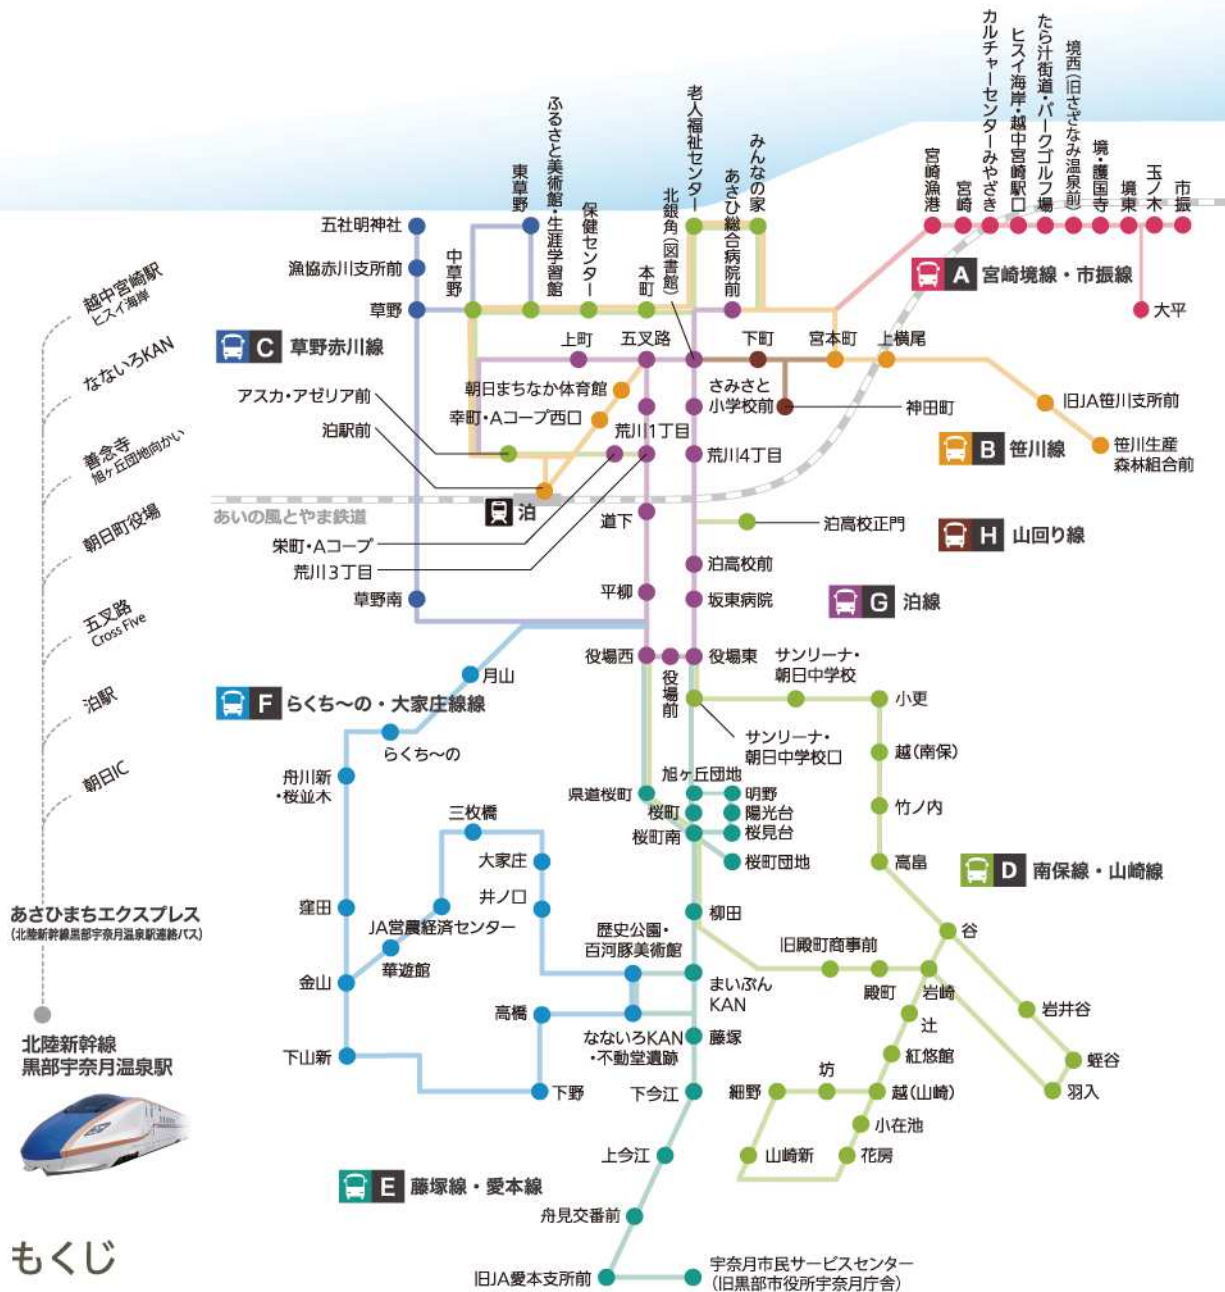 カルチャーセンターみやざき
ヒスイ海岸・越中宮崎駅口
たら汁街道・パークゴルフ場
境西(旧さざなみ温泉前)
境・護国寺
境東
玉ノ木
市振
宮崎漁港
宮崎
老人福祉センター
みんなの家
あさひ総合病院前
北銀角(図書館)
ふるさと美術館・生涯学習館
東草野
保健センター
本町
中草野
五社明神社
漁協赤川支所前
草野
A 宮崎境線・市振線
大平
C 草野赤川線
上町
五叉路
下町
宮本町
上横尾
アスカ・アゼリア前
朝日まちなか体育館
幸町・Aコープ西口
泊駅前
さみさと
小学校前
神田町
旧JA笹川支所前
荒川1丁目
荒川4丁目
B 笹川線
笹川生産
森林組合前
あいの風とやま鉄道
泊
道下
泊高校正門
栄町・Aコープ
荒川3丁目
H 山回り線
泊高校前
平柳
坂東病院
G 泊線
草野南
役場西
役場前
役場東
サンリーナ・
朝日中学校
小更
月山
F らくち～の・大家庄線線
らくち～の
サンリーナ・
朝日中学校口
越(南保)
舟川新
・桜並木
県道桜町
旭ヶ丘団地
明野
桜町
陽光台
桜町南
桜見台
桜町団地
竹ノ内
高畠
D 南保線・山崎線
三枚橋
大家庄
井ノ口
窪田
JA営農経済センター
華遊館
金山
歴史公園・
百河豚美術館
柳田
旧殿町商事前
谷
まいぶん
KAN
殿町
岩崎
岩井谷
高橋
なないろKAN
・不動堂遺跡
藤塚
辻
紅悠館
蛭谷
下山新
下野
下今江
細野
坊
越(山崎)
羽入
小在池
上今江
山崎新
花房
E 藤塚線・愛本線
舟見交番前
旧JA愛本支所前
宇奈月市民サービスセンター
(旧黒部市役所宇奈月庁舎)
越中宮崎駅
ヒスイ海岸
なないろKAN
善念寺
旭ヶ丘団地向かい
朝日町役場
五叉路
Cross Five
泊駅
朝日IC
あさひまちエクスプレス
(北陸新幹線黒部宇奈月温泉駅連絡バス)
北陸新幹線
黒部宇奈月温泉駅
もくじ